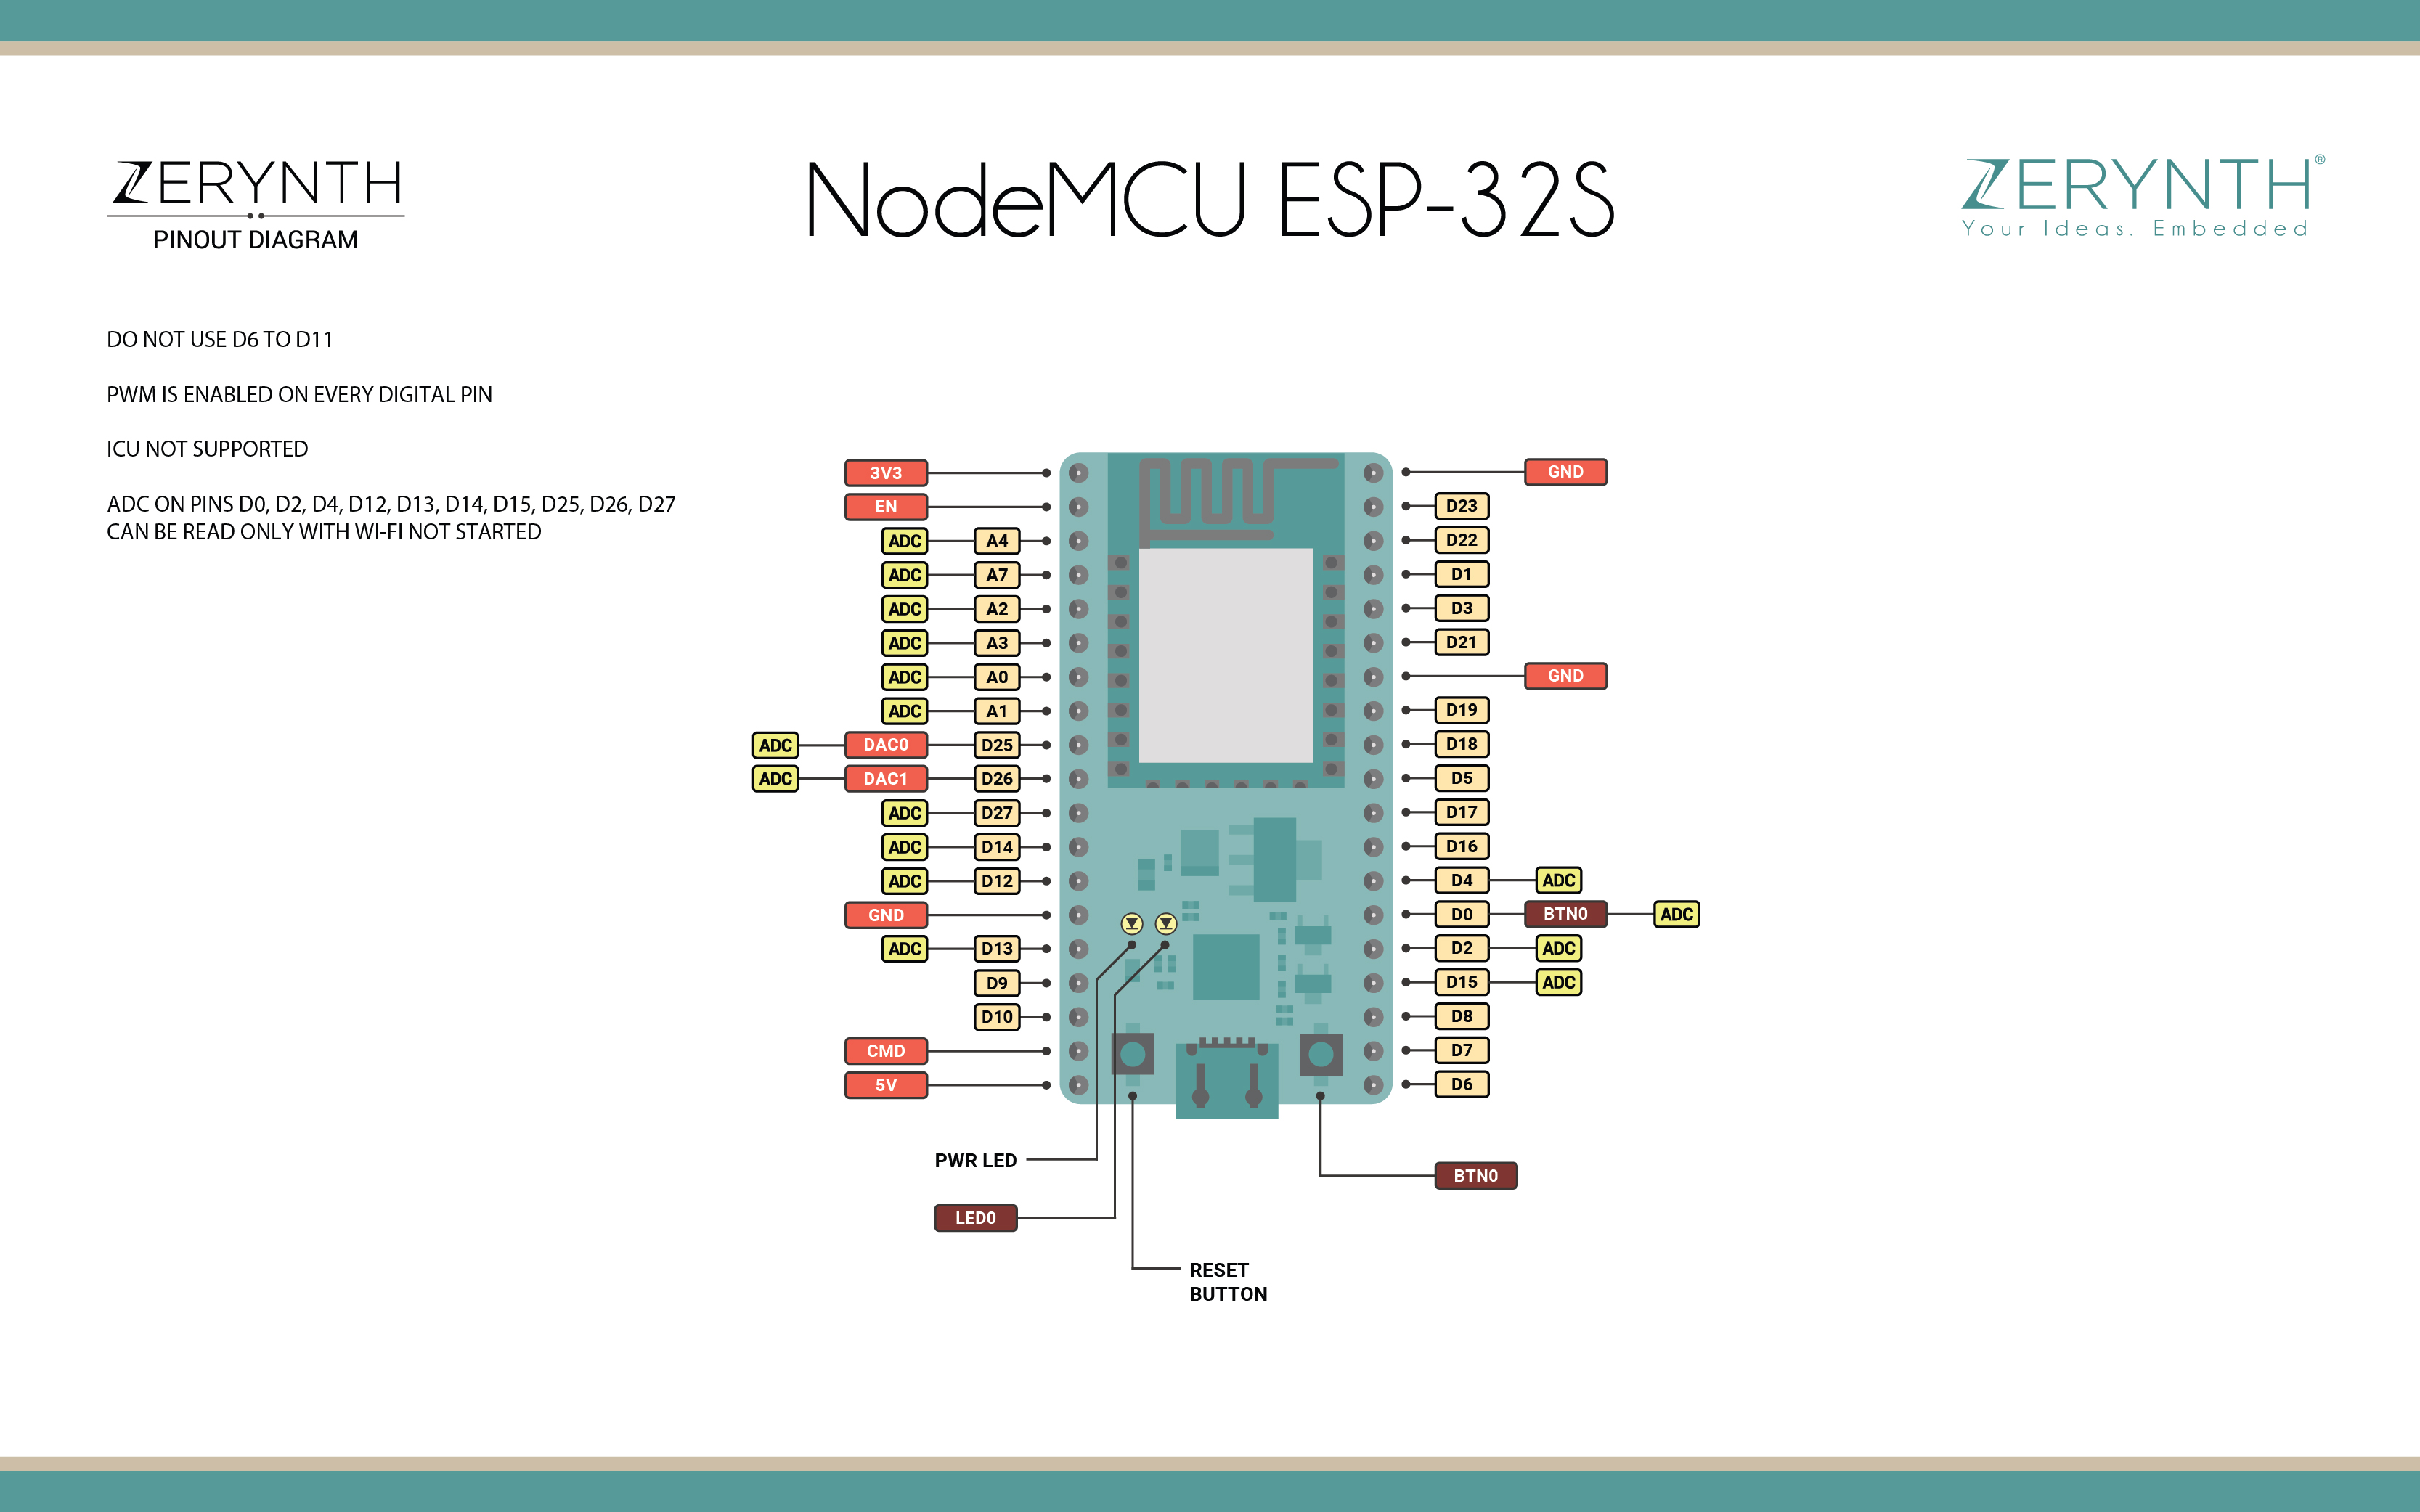 ZERYNTH
PINOUT DIAGRAM
NodeMCU ESP-32S
ZERYNTH®
Your Ideas. Embedded
DO NOT USE D6 TO D11
PWM IS ENABLED ON EVERY DIGITAL PIN
ICU NOT SUPPORTED
ADC ON PINS D0, D2, D4, D12, D13, D14, D15, D25, D26, D27
CAN BE READ ONLY WITH WI-FI NOT STARTED
3V3
EN
ADC A4
ADC A7
ADC A2
ADC A3
ADC A0
ADC A1
ADC DAC0 D25
ADC DAC1 D26
ADC D27
ADC D14
ADC D12
GND
ADC D13
D9
D10
CMD
5V
GND
D23
D22
D1
D3
D21
GND
D19
D18
D5
D17
D16
D4 ADC
D0 BTN0 ADC
D2 ADC
D15 ADC
D8
D7
D6
PWR LED
LED0
RESET
BUTTON
BTN0